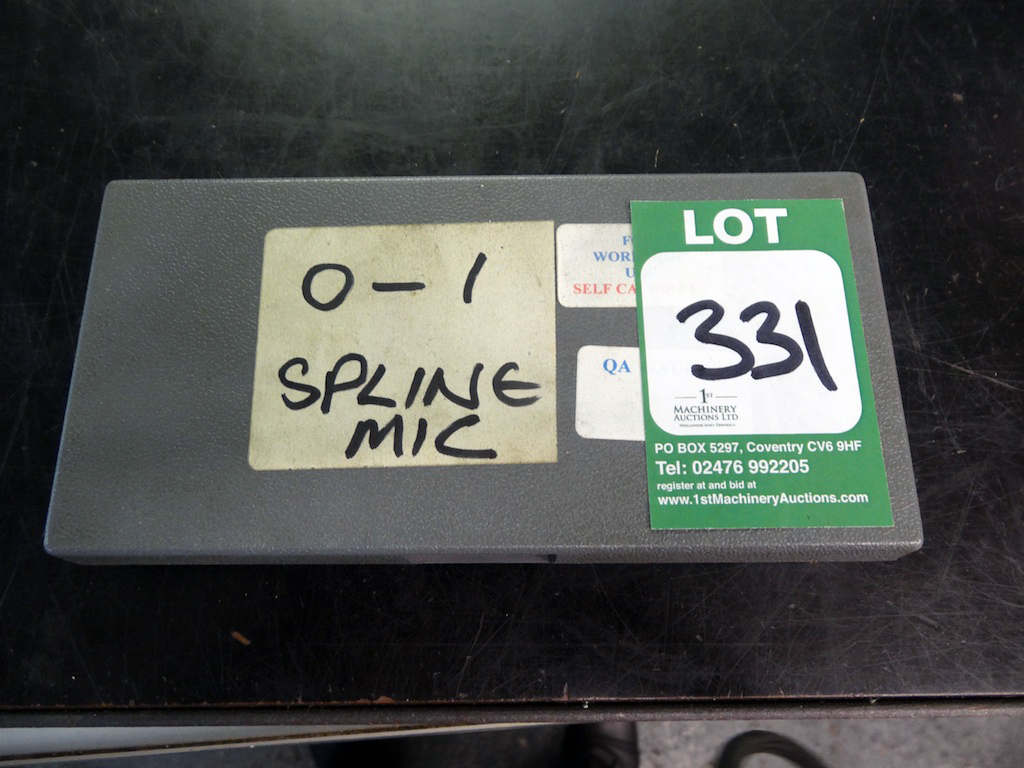 0 - 1
SPLINE
MIC
WOR
SELF CA
QA
LOT
331
1ST
MACHINERY
AUCTIONS LTD
PO BOX 5297, Coventry CV6 9HF
Tel: 02476 992205
register at and bid at
www.1stMachineryAuctions.com